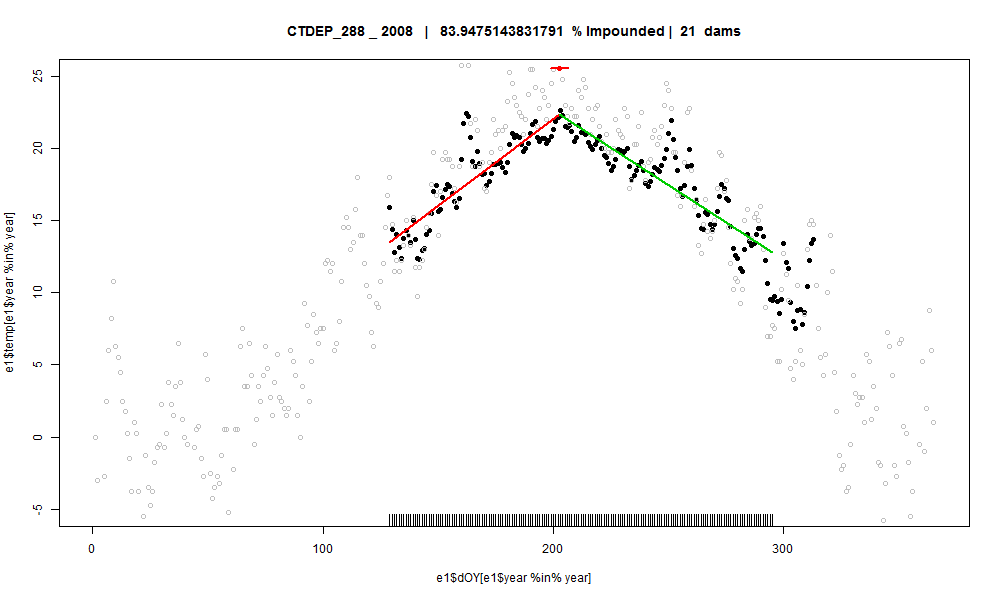 CTDEP_288 _ 2008 | 83.9475143831791 % Impounded | 21 dams
e1$temp[e1$year %in% year]
25
20
15
10
5
0
-5
0 100 200 300
e1$dOY[e1$year %in% year]